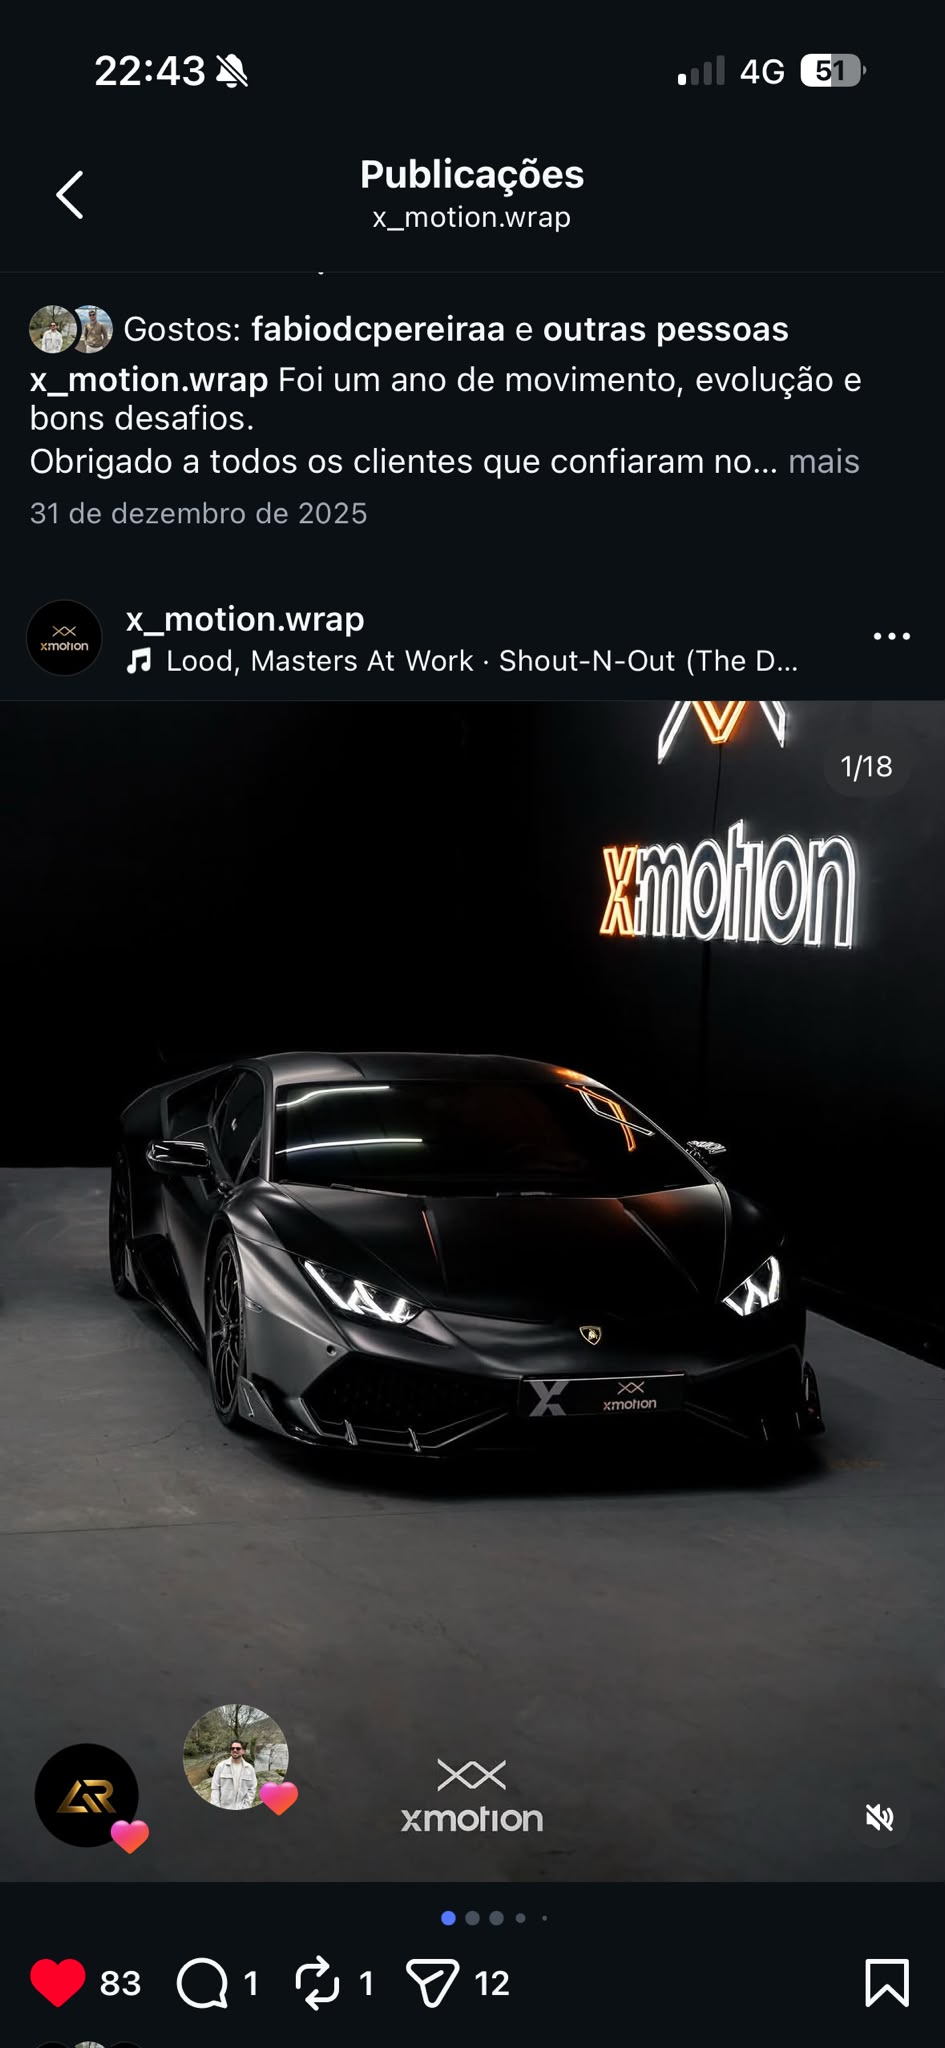 22:43
4G
51
Publicações
x_motion.wrap
Gostos: fabiodcpereiraa e outras pessoas
x_motion.wrap Foi um ano de movimento, evolução e
bons desafios.
Obrigado a todos os clientes que confiaram no... mais
31 de dezembro de 2025
xmotion
x_motion.wrap
Lood, Masters At Work · Shout-N-Out (The D...
1/18
xmotion
X xmotion
AR
xmotion
83
1
1
12